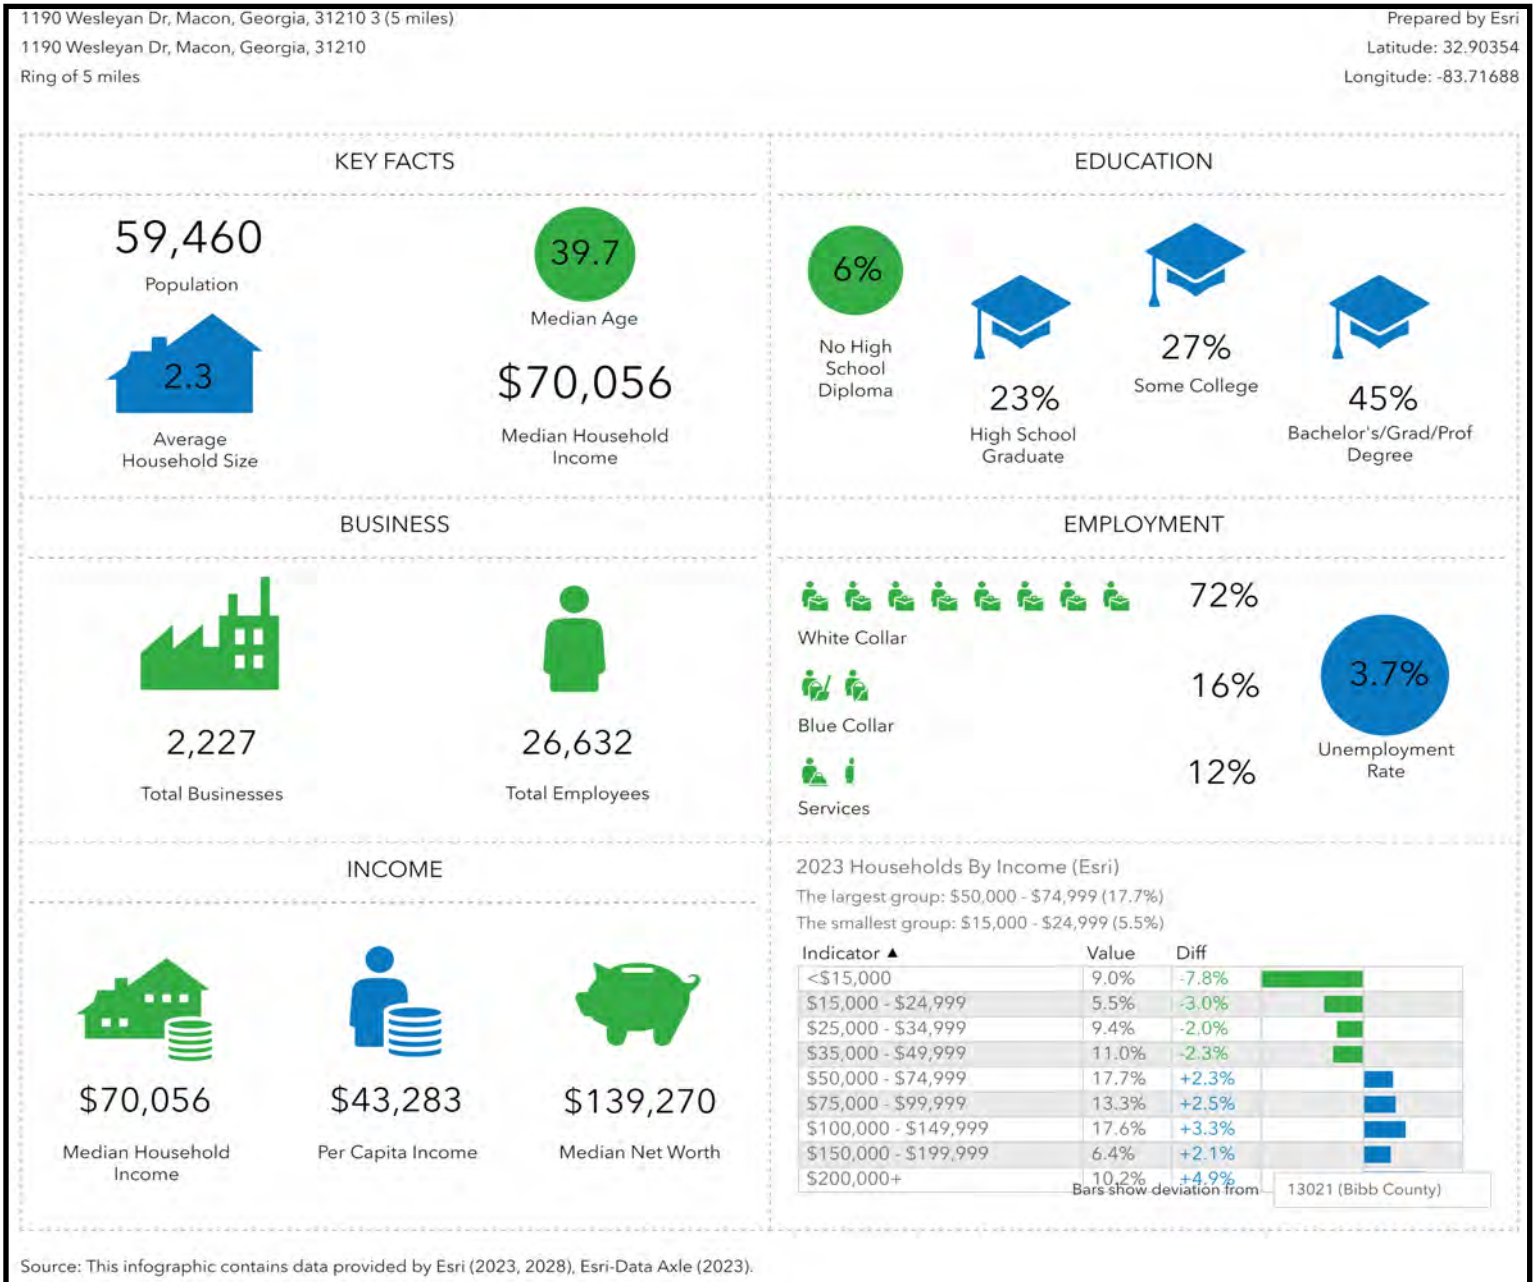 1190 Wesleyan Dr, Macon, Georgia, 31210 3 (5 miles)
1190 Wesleyan Dr, Macon, Georgia, 31210
Ring of 5 miles
Prepared by Esri
Latitude: 32.90354
Longitude: -83.71688
KEY FACTS
59,460
Population
39.7
Median Age
2.3
Average
Household Size
$70,056
Median Household
Income
EDUCATION
6%
No High
School
Diploma
23%
High School
Graduate
27%
Some College
45%
Bachelor's/Grad/Prof
Degree
BUSINESS
2,227
Total Businesses
26,632
Total Employees
EMPLOYMENT
72%
White Collar
16%
Blue Collar
12%
Services
3.7%
Unemployment
Rate
INCOME
$70,056
Median Household
Income
$43,283
Per Capita Income
$139,270
Median Net Worth
2023 Households By Income (Esri)
The largest group: $50,000 - $74,999 (17.7%)
The smallest group: $15,000 - $24,999 (5.5%)
Indicator ▲ Value Diff
<$15,000 9.0% -7.8%
$15,000 - $24,999 5.5% -3.0%
$25,000 - $34,999 9.4% -2.0%
$35,000 - $49,999 11.0% -2.3%
$50,000 - $74,999 17.7% +2.3%
$75,000 - $99,999 13.3% +2.5%
$100,000 - $149,999 17.6% +3.3%
$150,000 - $199,999 6.4% +2.1%
$200,000+ 10.2% +4.9%
Bars show deviation from 13021 (Bibb County)
Source: This infographic contains data provided by Esri (2023, 2028), Esri-Data Axle (2023).